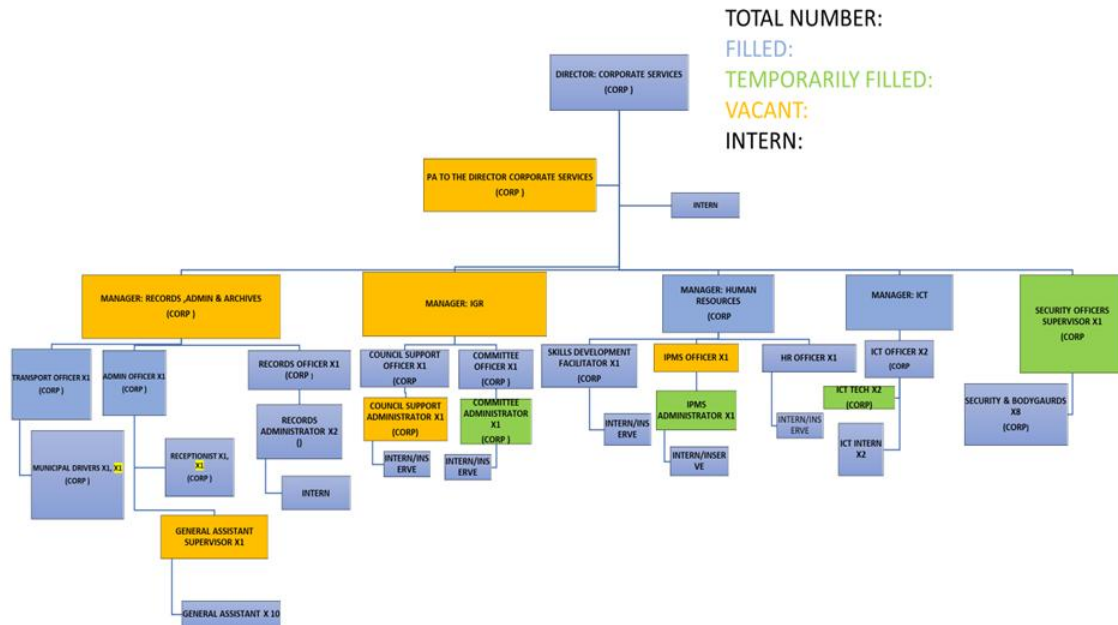 TOTAL NUMBER:
FILLED:
TEMPORARILY FILLED:
VACANT:
INTERN:
DIRECTOR: CORPORATE SERVICES
(CORP )
PA TO THE DIRECTOR CORPORATE SERVICES
(CORP )
INTERN
MANAGER: RECORDS ,ADMIN & ARCHIVES
(CORP )
MANAGER: IGR
MANAGER: HUMAN
RESOURCES
(CORP
MANAGER: ICT
SECURITY OFFICERS
SUPERVISOR X1
(CORP
TRANSPORT OFFICER X1
(CORP )
ADMIN OFFICER X1
(CORP )
RECORDS OFFICER X1
(CORP )
COUNCIL SUPPORT
OFFICER X1
(CORP
COMMITTEE
OFFICER X1
(CORP )
SKILLS DEVELOPMENT
FACILITATOR X1
(CORP
IPMS OFFICER X1
HR OFFICER X1
ICT OFFICER X2
(CORP
MUNICIPAL DRIVERS X1, X1
(CORP )
RECEPTIONIST X1,
X1
(CORP )
RECORDS
ADMINISTRATOR X2
()
INTERN
COUNCIL SUPPORT
ADMINISTRATOR X1
(CORP)
INTERN/INS
ERVE
COMMITTEE
ADMINISTRATOR
X1
(CORP )
INTERN/INS
ERVE
INTERN/INS
ERVE
IPMS
ADMINISTRATOR X1
INTERN/INSER
VE
INTERN/INS
ERVE
ICT TECH X2
(CORP)
ICT INTERN
X2
SECURITY & BODYGAURDS X
X8
(CORP)
GENERAL ASSISTANT
SUPERVISOR X1
GENERAL ASSISTANT X 10